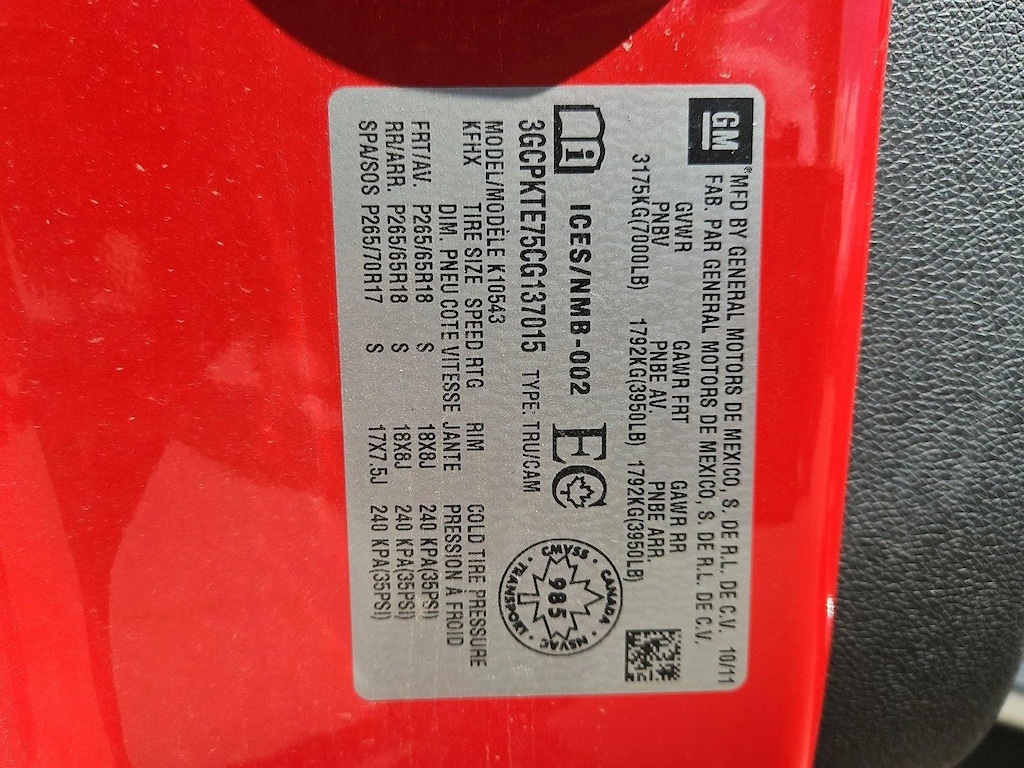 GM
® MFD BY GENERAL MOTORS DE MEXICO, S. DE R.L. DE C.V. 10/11
FAB. PAR GENERAL MOTORS DE MEXICO, S. DE R.L. DE C.V.
GVWR GAWR FRT GAWR RR
PNBV PNBE AV. PNBE ARR.
3175KG(7000LB) 1792KG(3950LB) 1792KG(3950LB)
i ICES/NMB-002 EC
CMVSS · CANADA · NSVAC · TRANSPORT ·
985
3GCPKTE75CG137015 TYPE: TRU/CAM
MODEL/MODÈLE K10543
KFHX TIRE SIZE SPEED RTG RIM COLD TIRE PRESSURE
DIM. PNEU COTE VITESSE JANTE PRESSION À FROID
FRT/AV. P265/65R18 S 18X8J 240 KPA(35PSI)
RR/ARR. P265/65R18 S 18X8J 240 KPA(35PSI)
SPA/SOS P265/70R17 S 17X7.5J 240 KPA(35PSI)